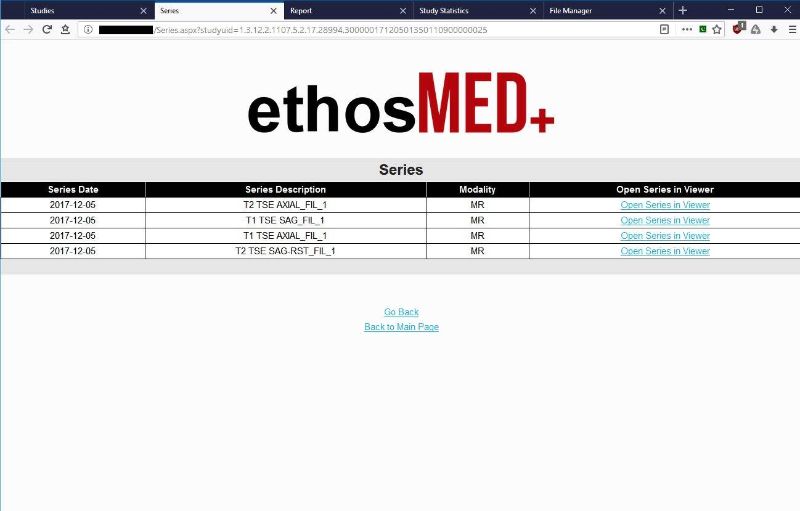 Studies Series Report Study Statistics File Manager
/Series.aspx?studyuid=1.3.12.2.1107.5.2.17.28994.30000017120501350110900000025
1
ethosMED+
Series
Series Date Series Description Modality Open Series in Viewer
2017-12-05 T2 TSE AXIAL_FIL_1 MR Open Series in Viewer
2017-12-05 T1 TSE SAG_FIL_1 MR Open Series in Viewer
2017-12-05 T1 TSE AXIAL_FIL_1 MR Open Series in Viewer
2017-12-05 T2 TSE SAG-RST_FIL_1 MR Open Series in Viewer
Go Back
Back to Main Page